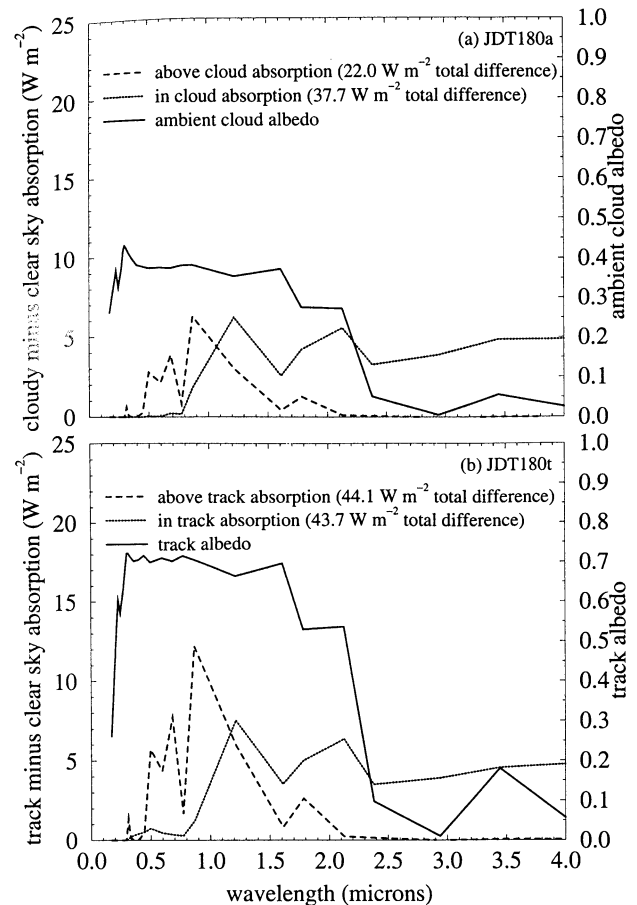 (a) JDT180a
above cloud absorption (22.0 W m⁻² total difference)
in cloud absorption (37.7 W m⁻² total difference)
ambient cloud albedo
cloudy minus clear sky absorption (W m⁻²)
ambient cloud albedo
25
20
15
10
5
0
1.0
0.9
0.8
0.7
0.6
0.5
0.4
0.3
0.2
0.1
0.0
(b) JDT180t
above track absorption (44.1 W m⁻² total difference)
in track absorption (43.7 W m⁻² total difference)
track albedo
track minus clear sky absorption (W m⁻²)
track albedo
25
20
15
10
5
0
1.0
0.9
0.8
0.7
0.6
0.5
0.4
0.3
0.2
0.1
0.0
0.0 0.5 1.0 1.5 2.0 2.5 3.0 3.5 4.0
wavelength (microns)